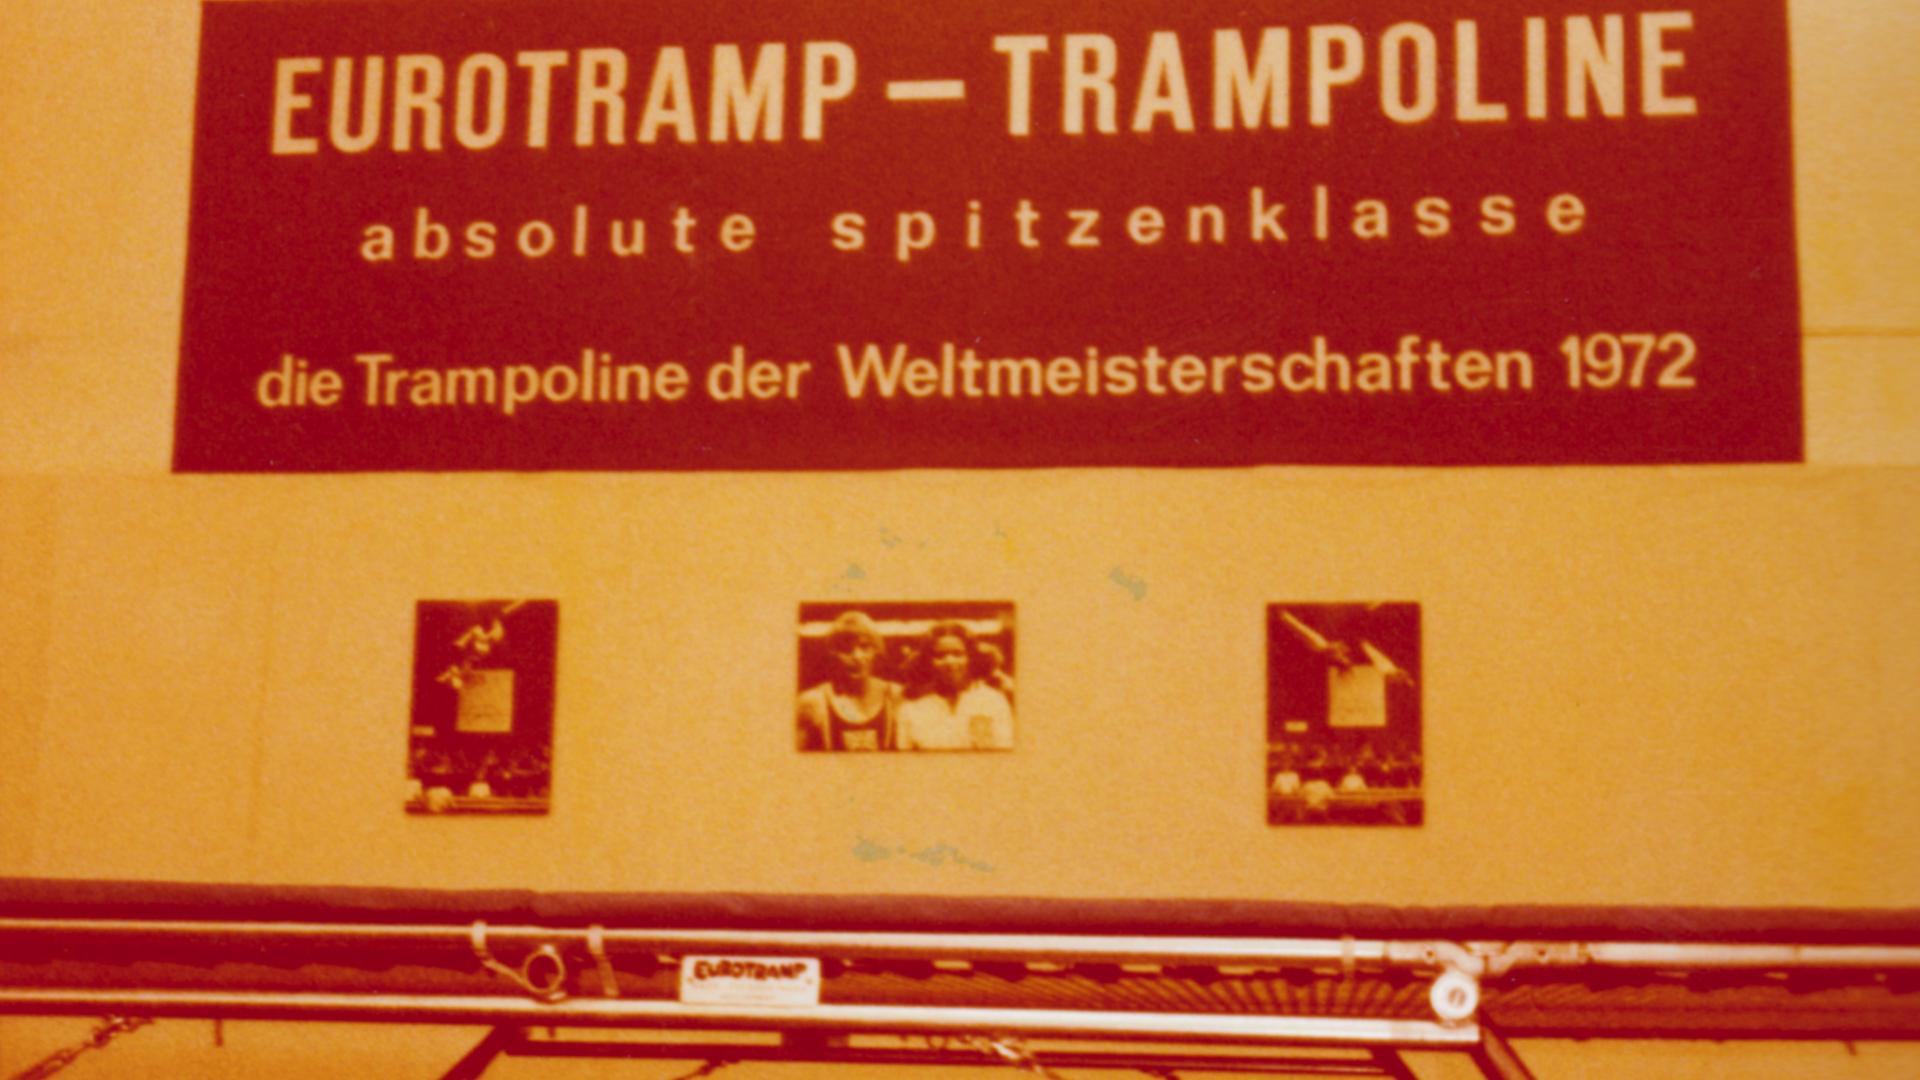 EUROTRAMP – TRAMPOLINE
absolute spitzenklasse
die Trampoline der Weltmeisterschaften 1972
EUROTRAMP